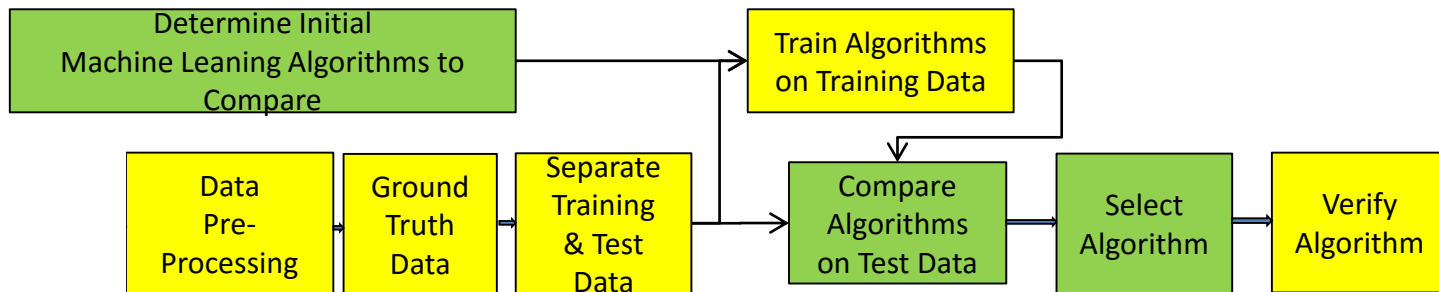 Determine Initial
Machine Leaning Algorithms to
Compare
Train Algorithms
on Training Data
Data
Pre-
Processing
Ground
Truth
Data
Separate
Training
& Test
Data
Compare
Algorithms
on Test Data
Select
Algorithm
Verify
Algorithm